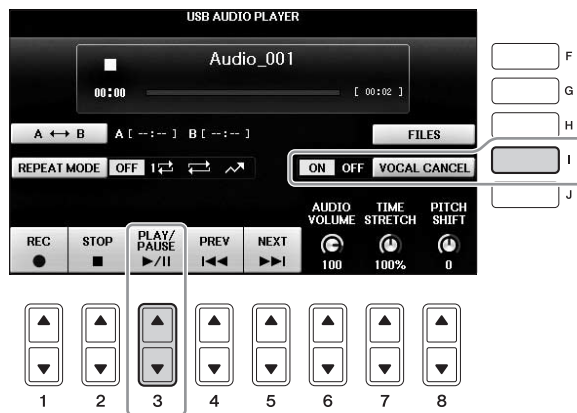 USB AUDIO PLAYER
Audio_001
00:00 [ 00:02 ]
A ↔ B A [ --:-- ] B [ --:-- ] FILES
REPEAT MODE OFF 1 ON OFF VOCAL CANCEL
AUDIO VOLUME TIME STRETCH PITCH SHIFT
REC STOP PLAY/PAUSE PREV NEXT 100 100% 0
F
G
H
I
J
1 2 3 4 5 6 7 8